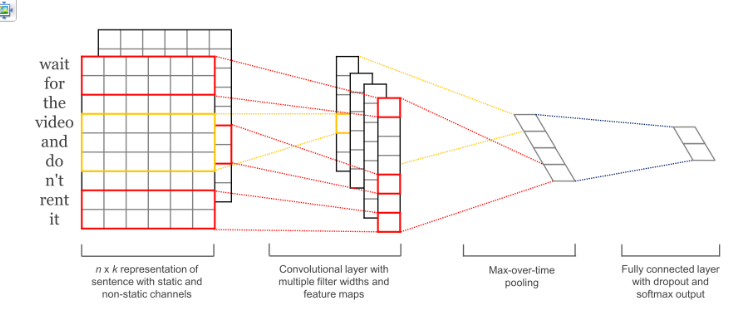 wait
for
the
video
and
do
n't
rent
it
n x k representation of
sentence with static and
non-static channels
Convolutional layer with
multiple filter widths and
feature maps
Max-over-time
pooling
Fully connected layer
with dropout and
softmax output